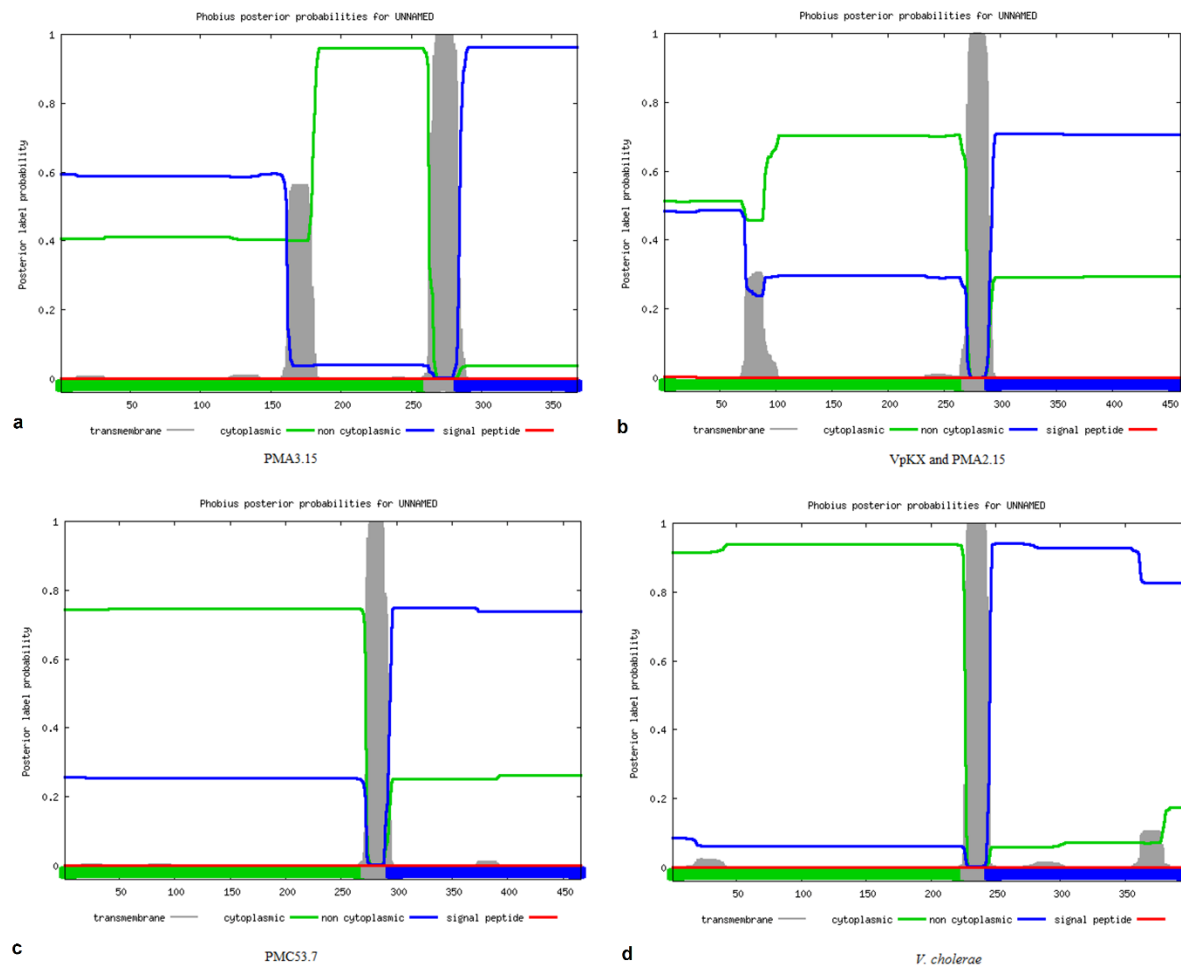 Phobius posterior probabilities for UNNAMED
Posterior label probability
1
0.8
0.6
0.4
0.2
0
50 100 150 200 250 300 350
transmembrane cytoplasmic non cytoplasmic signal peptide
a
PMA3.15
Phobius posterior probabilities for UNNAMED
Posterior label probability
1
0.8
0.6
0.4
0.2
0
50 100 150 200 250 300 350 400 450
transmembrane cytoplasmic non cytoplasmic signal peptide
b
VpKX and PMA2.15
Phobius posterior probabilities for UNNAMED
Posterior label probability
1
0.8
0.6
0.4
0.2
0
50 100 150 200 250 300 350 400 450
transmembrane cytoplasmic non cytoplasmic signal peptide
c
PMC53.7
Phobius posterior probabilities for UNNAMED
Posterior label probability
1
0.8
0.6
0.4
0.2
0
50 100 150 200 250 300 350
transmembrane cytoplasmic non cytoplasmic signal peptide
d
V. cholerae